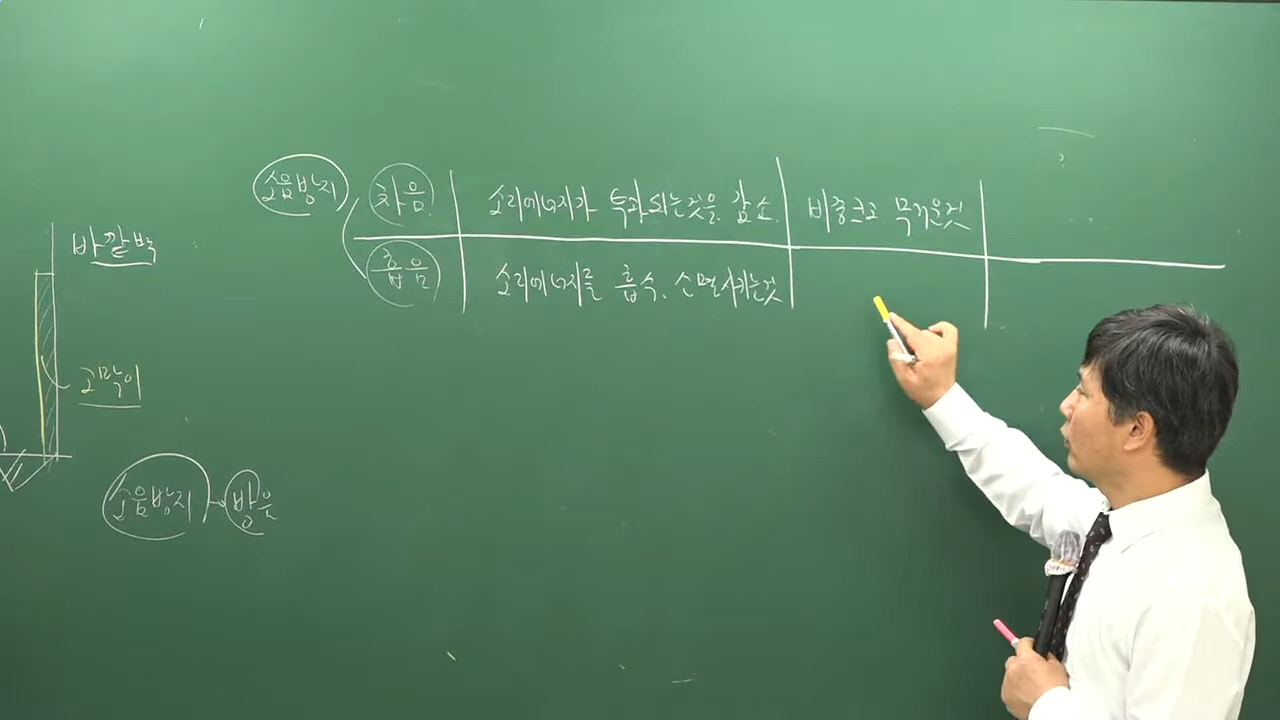 소음방지
차음
소리에너지가 투과되는것을 감소.
비중크고 무거운것
흡음
소리에너지를 흡수, 소멸시키는것
바깥벽
고막이
소음방지 → 방음